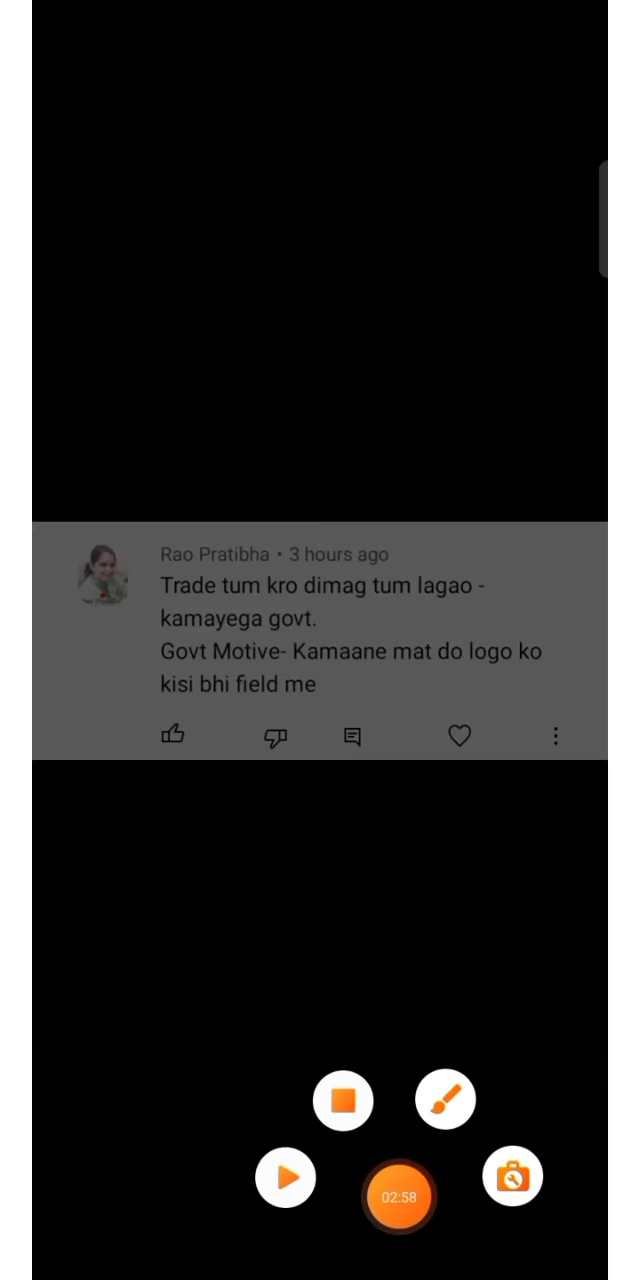 Rao Pratibha • 3 hours ago
Trade tum kro dimag tum lagao -
kamayega govt.
Govt Motive- Kamaane mat do logo ko
kisi bhi field me
02:58